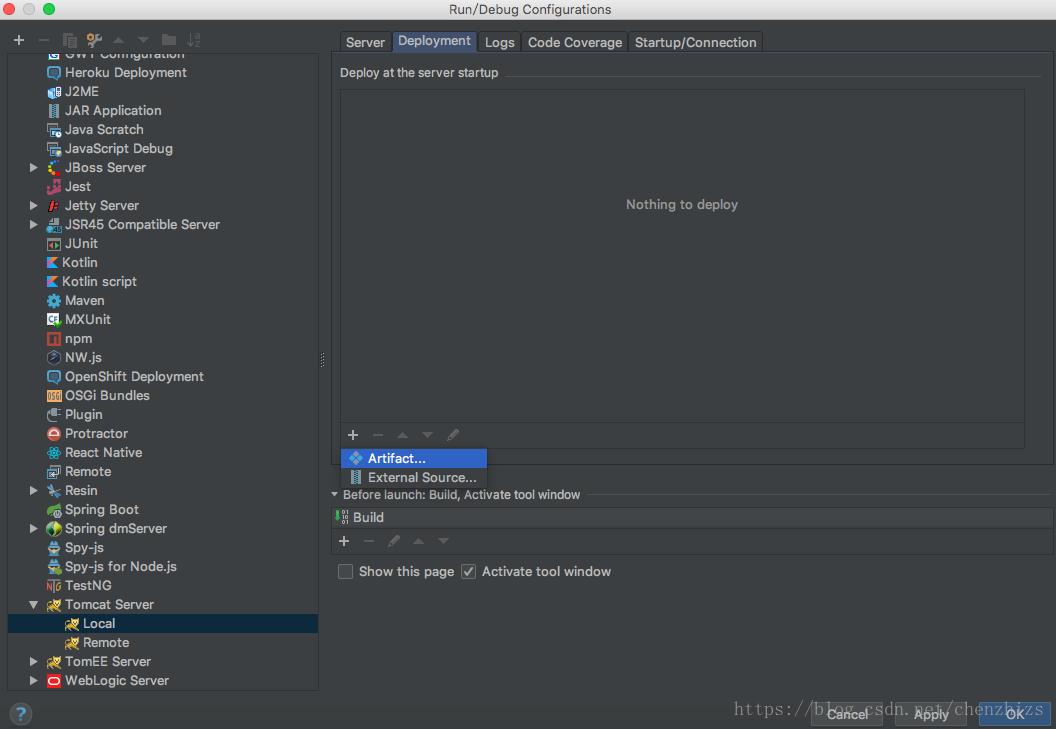 Run/Debug Configurations
GWT Configuration
Heroku Deployment
J2ME
JAR Application
Java Scratch
JavaScript Debug
JBoss Server
Jest
Jetty Server
JSR45 Compatible Server
JUnit
Kotlin
Kotlin script
Maven
MXUnit
npm
NW.js
OpenShift Deployment
OSGi Bundles
Plugin
Protractor
React Native
Remote
Resin
Spring Boot
Spring dmServer
Spy-js
Spy-js for Node.js
TestNG
Tomcat Server
Local
Remote
TomEE Server
WebLogic Server
Server Deployment Logs Code Coverage Startup/Connection
Deploy at the server startup
Nothing to deploy
Artifact...
External Source...
Before launch: Build, Activate tool window
Build
Show this page Activate tool window
? Cancel Apply OK
https://blog.csdn.net/chenzhizs